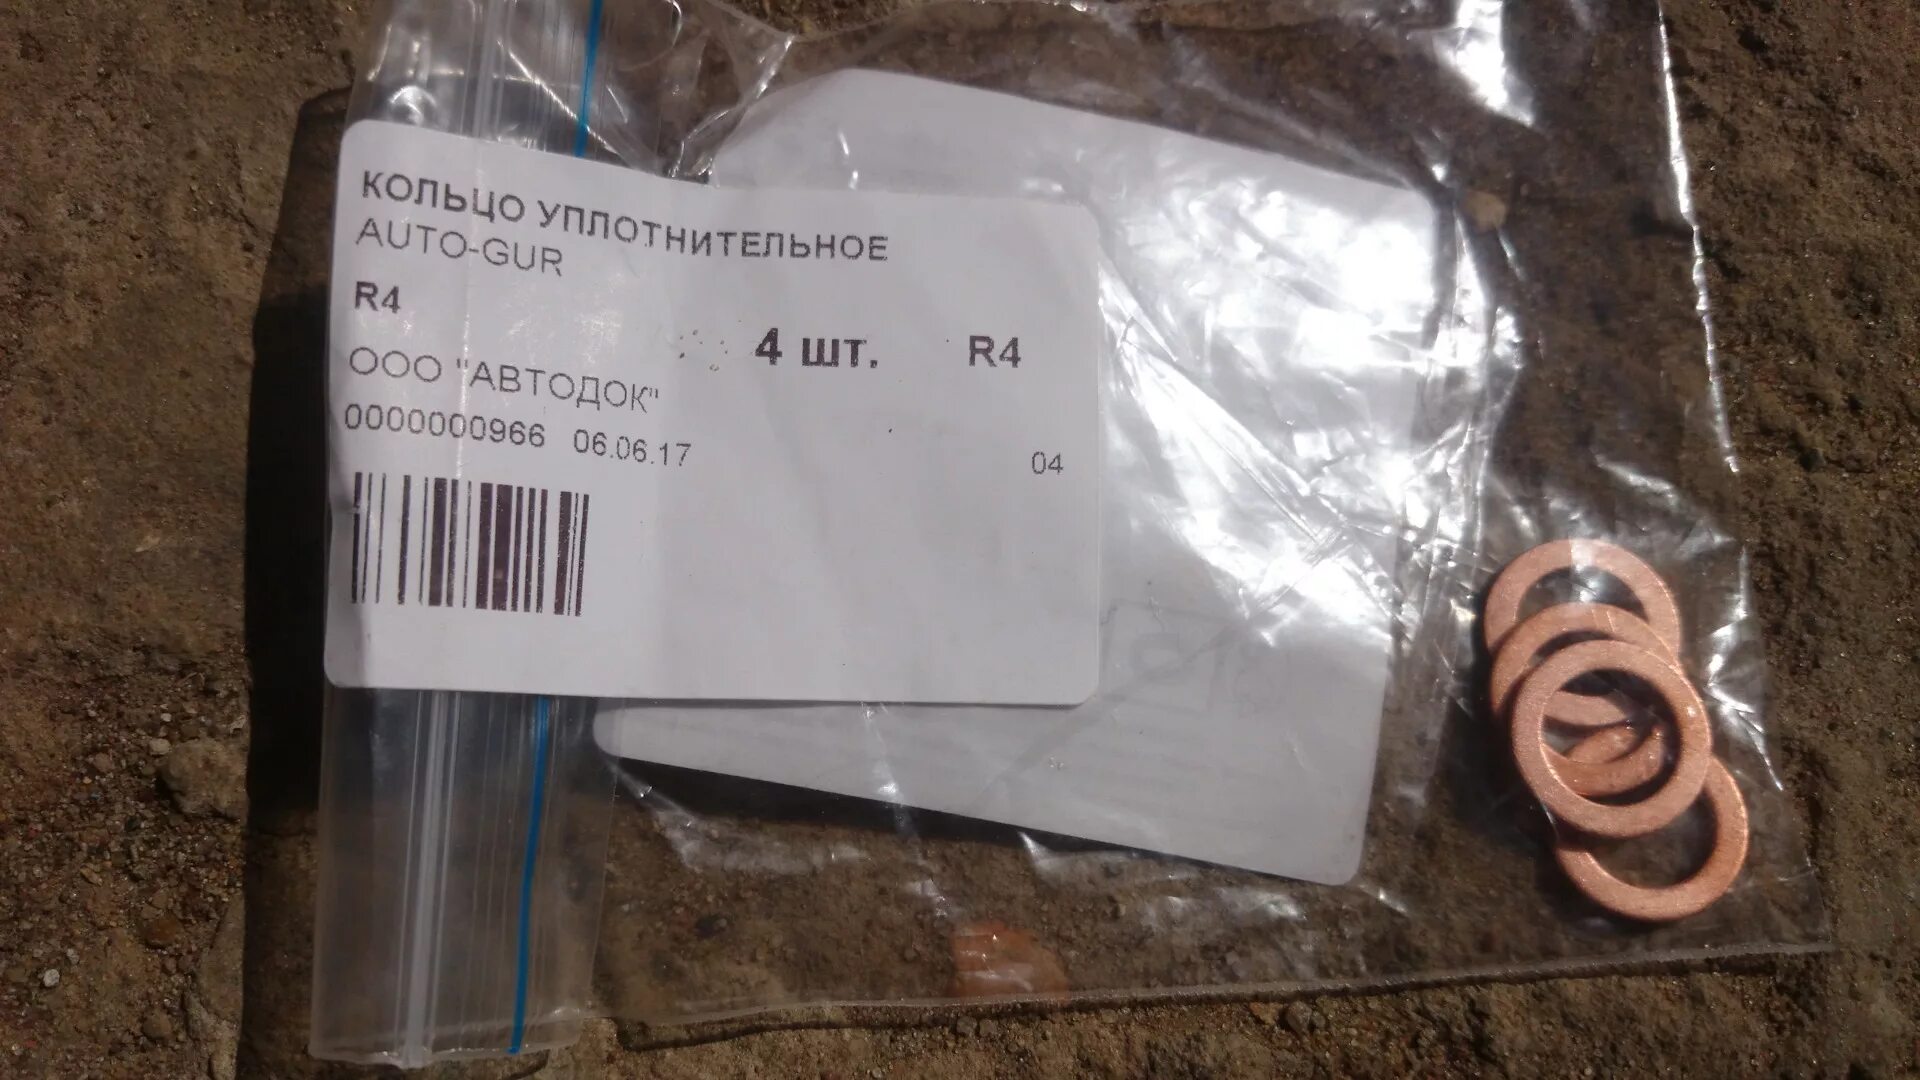 КОЛЬЦО УПЛОТНИТЕЛЬНОЕ
AUTO-GUR
R4
4 шт. R4
ООО "АВТОДОК"
0000000966 06.06.17
04